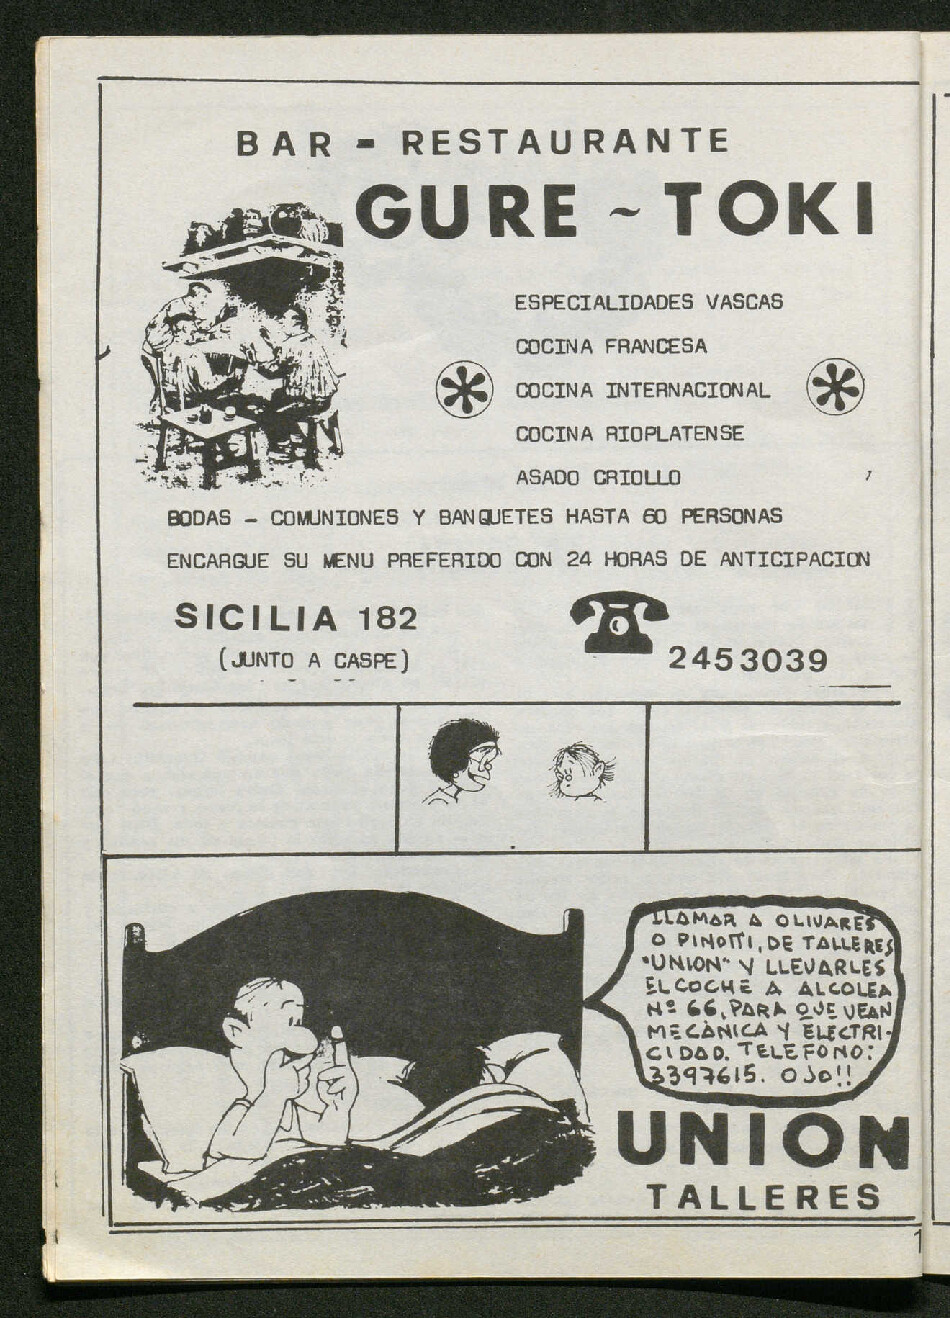 BAR - RESTAURANTE
GURE ~ TOKI
ESPECIALIDADES VASCAS
COCINA FRANCESA
COCINA INTERNACIONAL
COCINA RIOPLATENSE
ASADO CRIOLLO
BODAS - COMUNIONES Y BANQUETES HASTA 60 PERSONAS
ENCARGUE SU MENU PREFERIDO CON 24 HORAS DE ANTICIPACION
SICILIA 182
(JUNTO A CASPE)
2453039
LLAMAR A OLIVARES
O PINOTTI, DE TALLERES
"UNION" Y LLEVARLES
EL COCHE A ALCOLEA
Nº 66, PARA QUE VEAN
MECÀNICA Y ELECTRI-
CIDAD. TELEFONO:
3397615. OJO!!
UNION
TALLERES
1